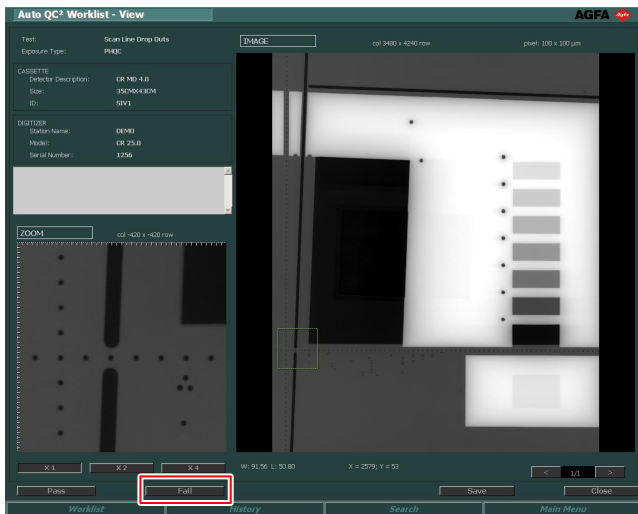 Auto QC² Worklist - View
AGFA Agfa
Test: Scan Line Drop Outs
Exposure Type: PHQC
CASSETTE
Detector Description: CR MD 4.0
Size: 35CMX43CM
ID: SIV1
DIGITIZER
Station Name: DEMO
Model: CR 25.0
Serial Number: 1256
ZOOM col -420 x -420 row
IMAGE col 3480 x 4240 row pixel: 100 x 100 µm
X 1 X 2 X 4
W: 91.56 L: 50.80 X = 2579; Y = 53
< 1/1 >
Pass Fail Save Close
Worklist History Search Main Menu